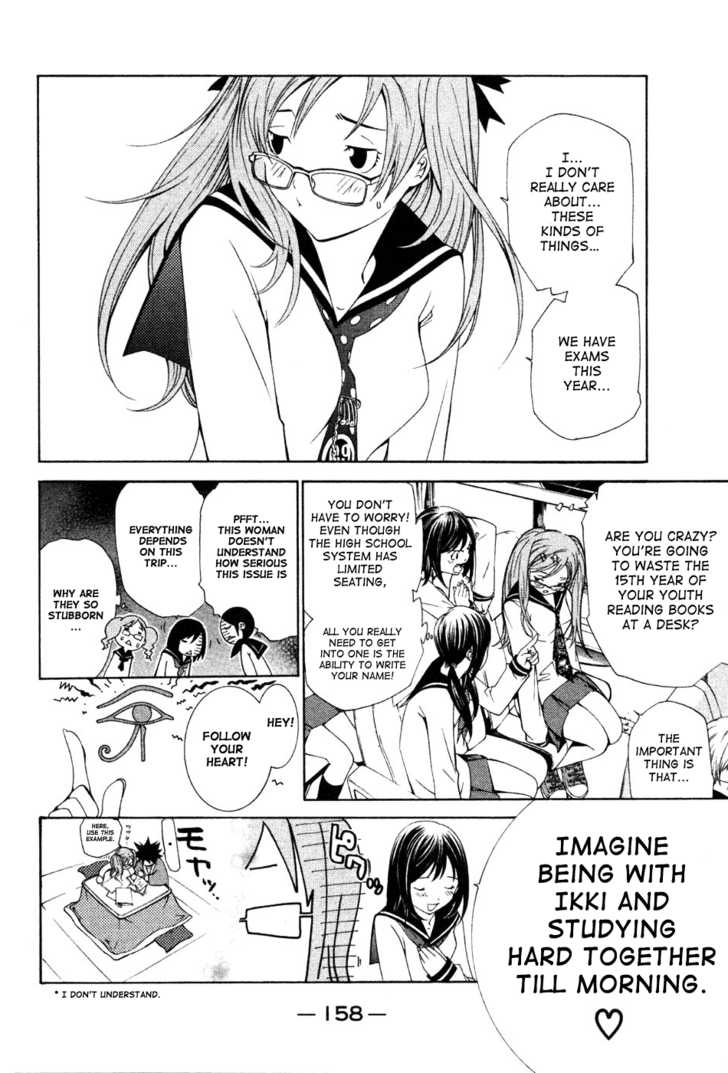 I...
I DON'T
REALLY CARE
ABOUT...
THESE
KINDS OF
THINGS...
WE HAVE
EXAMS
THIS
YEAR...
ARE YOU CRAZY?
YOU'RE GOING
TO WASTE THE
15TH YEAR OF
YOUR YOUTH
READING BOOKS
AT A DESK?
YOU DON'T
HAVE TO WORRY!
EVEN THOUGH
THE HIGH SCHOOL
SYSTEM HAS
LIMITED
SEATING,
ALL YOU REALLY
NEED TO GET
INTO ONE IS THE
ABILITY TO WRITE
YOUR NAME!
THE
IMPORTANT
THING IS
THAT...
PFFT...
THIS WOMAN
DOESN'T
UNDERSTAND
HOW SERIOUS
THIS ISSUE IS
EVERYTHING
DEPENDS
ON THIS
TRIP...
WHY ARE
THEY SO
STUBBORN
...
HEY!
FOLLOW
YOUR
HEART!
IMAGINE
BEING WITH
IKKI AND
STUDYING
HARD TOGETHER
TILL MORNING.
♡
モヤッ
HERE,
USE THIS
EXAMPLE.
* I DON'T UNDERSTAND.
— 158 —